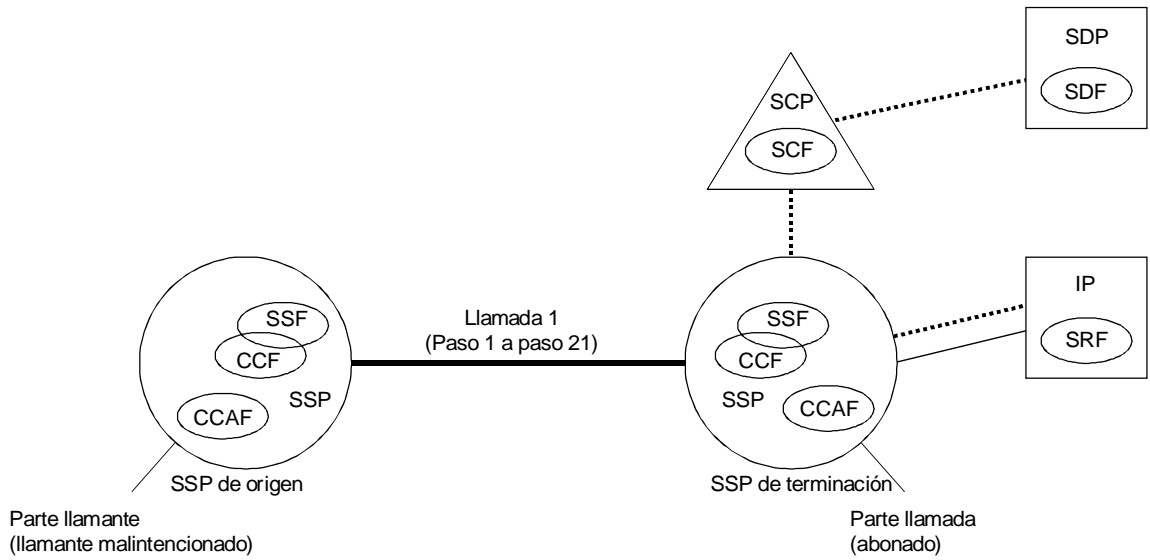 SDP
SDF
SCP
SCF
IP
SRF
Llamada 1
(Paso 1 a paso 21)
SSF
CCF
SSP
CCAF
SSF
CCF
SSP
CCAF
SSP de origen
SSP de terminación
Parte llamante
(llamante malintencionado)
Parte llamada
(abonado)